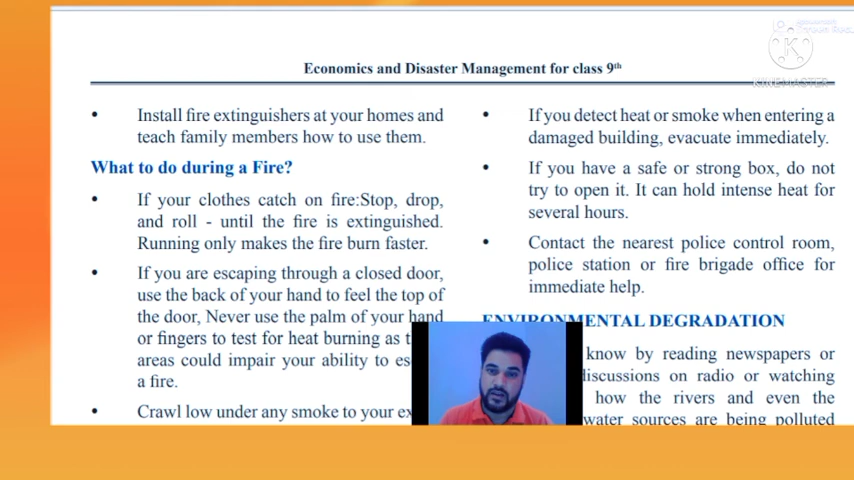 Economics and Disaster Management for class 9th
• Install fire extinguishers at your homes and
teach family members how to use them.
What to do during a Fire?
• If your clothes catch on fire:Stop, drop,
and roll - until the fire is extinguished.
Running only makes the fire burn faster.
• If you are escaping through a closed door,
use the back of your hand to feel the top of
the door, Never use the palm of your hand
or fingers to test for heat burning as
areas could impair your ability to
a fire.
• Crawl low under any smoke to your
• If you detect heat or smoke when entering a
damaged building, evacuate immediately.
• If you have a safe or strong box, do not
try to open it. It can hold intense heat for
several hours.
• Contact the nearest police control room,
police station or fire brigade office for
immediate help.
ENVIRONMENTAL DEGRADATION
know by reading newspapers or
discussions on radio or watching
how the rivers and even the
water sources are being polluted
K
KINEMASTER